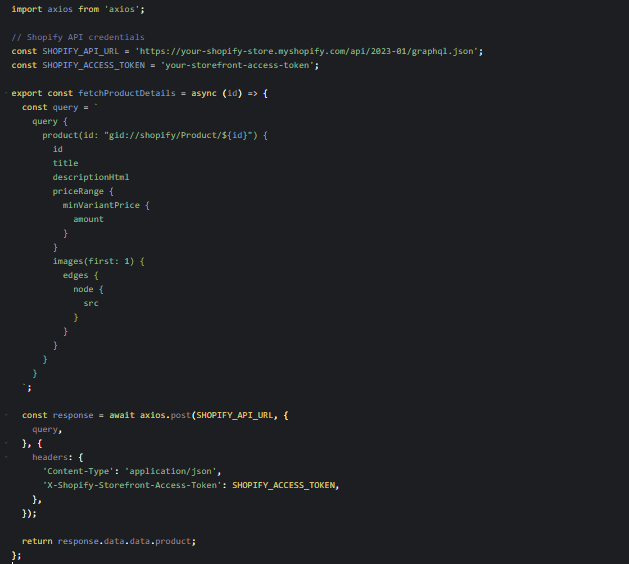 import axios from 'axios';
// Shopify API credentials
const SHOPIFY_API_URL = 'https://your-shopify-store.myshopify.com/api/2023-01/graphql.json';
const SHOPIFY_ACCESS_TOKEN = 'your-storefront-access-token';
export const fetchProductDetails = async (id) => {
  const query = `
    query {
      product(id: "gid://shopify/Product/${id}") {
        id
        title
        descriptionHtml
        priceRange {
          minVariantPrice {
            amount
          }
        }
        images(first: 1) {
          edges {
            node {
              src
            }
          }
        }
      }
    }
  `;
  const response = await axios.post(SHOPIFY_API_URL, {
    query,
  }, {
    headers: {
      'Content-Type': 'application/json',
      'X-Shopify-Storefront-Access-Token': SHOPIFY_ACCESS_TOKEN,
    },
  });
  return response.data.data.product;
};